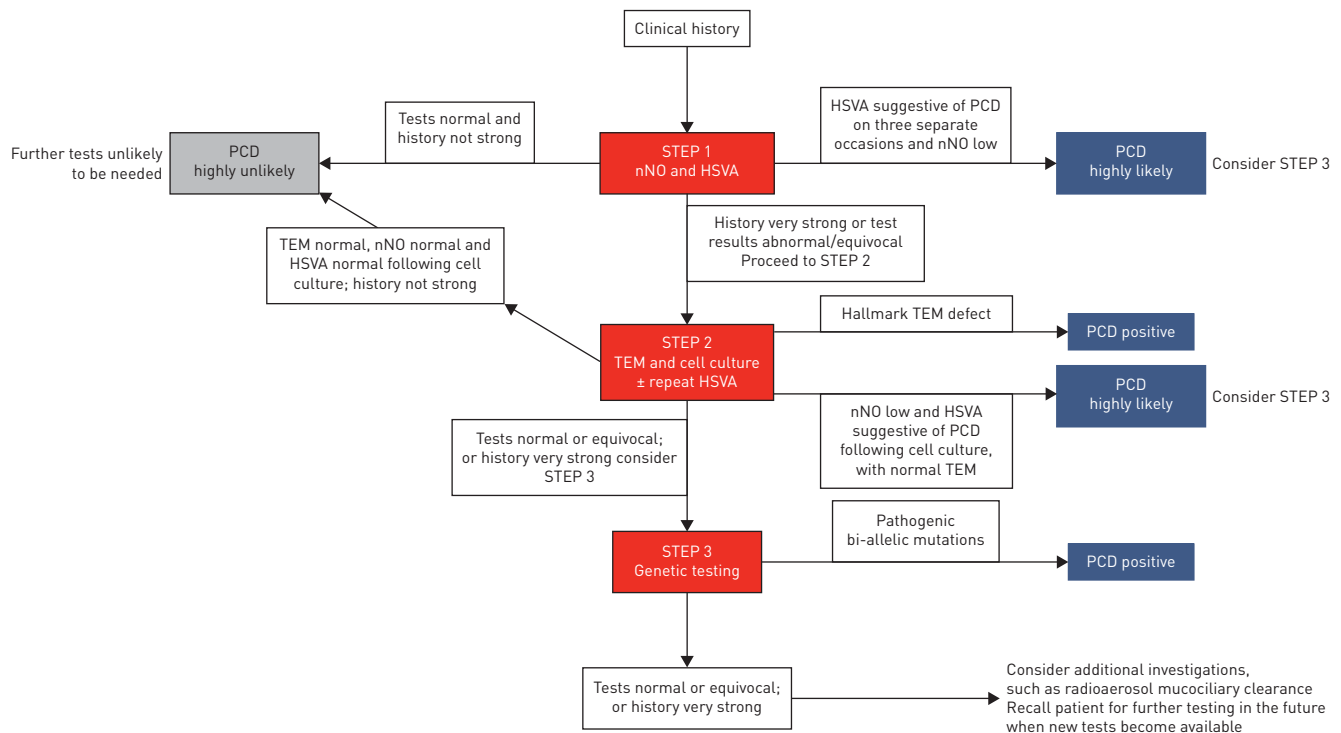 Clinical history
Tests normal and
history not strong
HSVA suggestive of PCD
on three separate
occasions and nNO low
Further tests unlikely
to be needed
PCD
highly unlikely
STEP 1
nNO and HSVA
PCD
highly likely
Consider STEP 3
History very strong or test
results abnormal/equivocal
Proceed to STEP 2
TEM normal, nNO normal and
HSVA normal following cell
culture; history not strong
Hallmark TEM defect
PCD positive
STEP 2
TEM and cell culture
± repeat HSVA
PCD
highly likely
Consider STEP 3
nNO low and HSVA
suggestive of PCD
following cell culture,
with normal TEM
Tests normal or equivocal;
or history very strong consider
STEP 3
Pathogenic
bi-allelic mutations
STEP 3
Genetic testing
PCD positive
Tests normal or equivocal;
or history very strong
Consider additional investigations,
such as radioaerosol mucociliary clearance
Recall patient for further testing in the future
when new tests become available